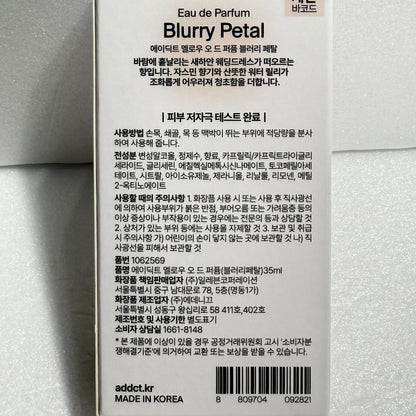 개인
바코드
Eau de Parfum
Blurry Petal
에이딕트 멜로우 오 드 퍼퓸 블러리 페탈
바람에 흩날리는 새하얀 웨딩드레스가 떠오르는
향입니다. 자스민 향기와 산뜻한 워터 릴리가
조화롭게 어우러져 청초함을 더합니다.
| 피부 저자극 테스트 완료 |
사용방법 손목, 쇄골, 목 등 맥박이 뛰는 부위에 적당량을 분사
하여 사용해 줍니다.
전성분 변성알코올, 정제수, 향료, 카프릴릭/카프릭트라이글리
세라이드, 글리세린, 에칠헥실메톡시신나메이트, 토코페릴아세
테이트, 시트랄, 아이소유제놀, 제라니올, 리날룰, 리모넨, 메틸
2-옥티노에이트
사용할 때의 주의사항 1. 화장품 사용 시 또는 사용 후 직사광선
에 의하여 사용부위가 붉은 반점, 부어오름 또는 가려움증 등의
이상 증상이나 부작용이 있는 경우에는 전문의 등과 상담할 것
2. 상처가 있는 부위 등에는 사용을 자제할 것 3. 보관 및 취급
시 주의사항 가) 어린이의 손이 닿지 않는 곳에 보관할 것 나) 직
사광선을 피해서 보관할 것
품번 1062569
품명 에이딕트 멜로우 오 드 퍼퓸(블러리페탈)35ml
화장품 책임판매업자 (주)일레븐코퍼레이션
서울특별시 중구 남대문로 78, 5층(명동1가)
화장품 제조업자 (주)에데니끄
서울특별시 성동구 왕십리로 58 411호,402호
제조번호 및 사용기한 별도표기
소비자 상담실 1661-8148
* 본 제품에 이상이 있을 경우 공정거래위원회 고시 '소비자분
쟁해결기준'에 의거하여 교환 또는 보상을 받을 수 있습니다.
addct.kr
MADE IN KOREA
8 809704 092821